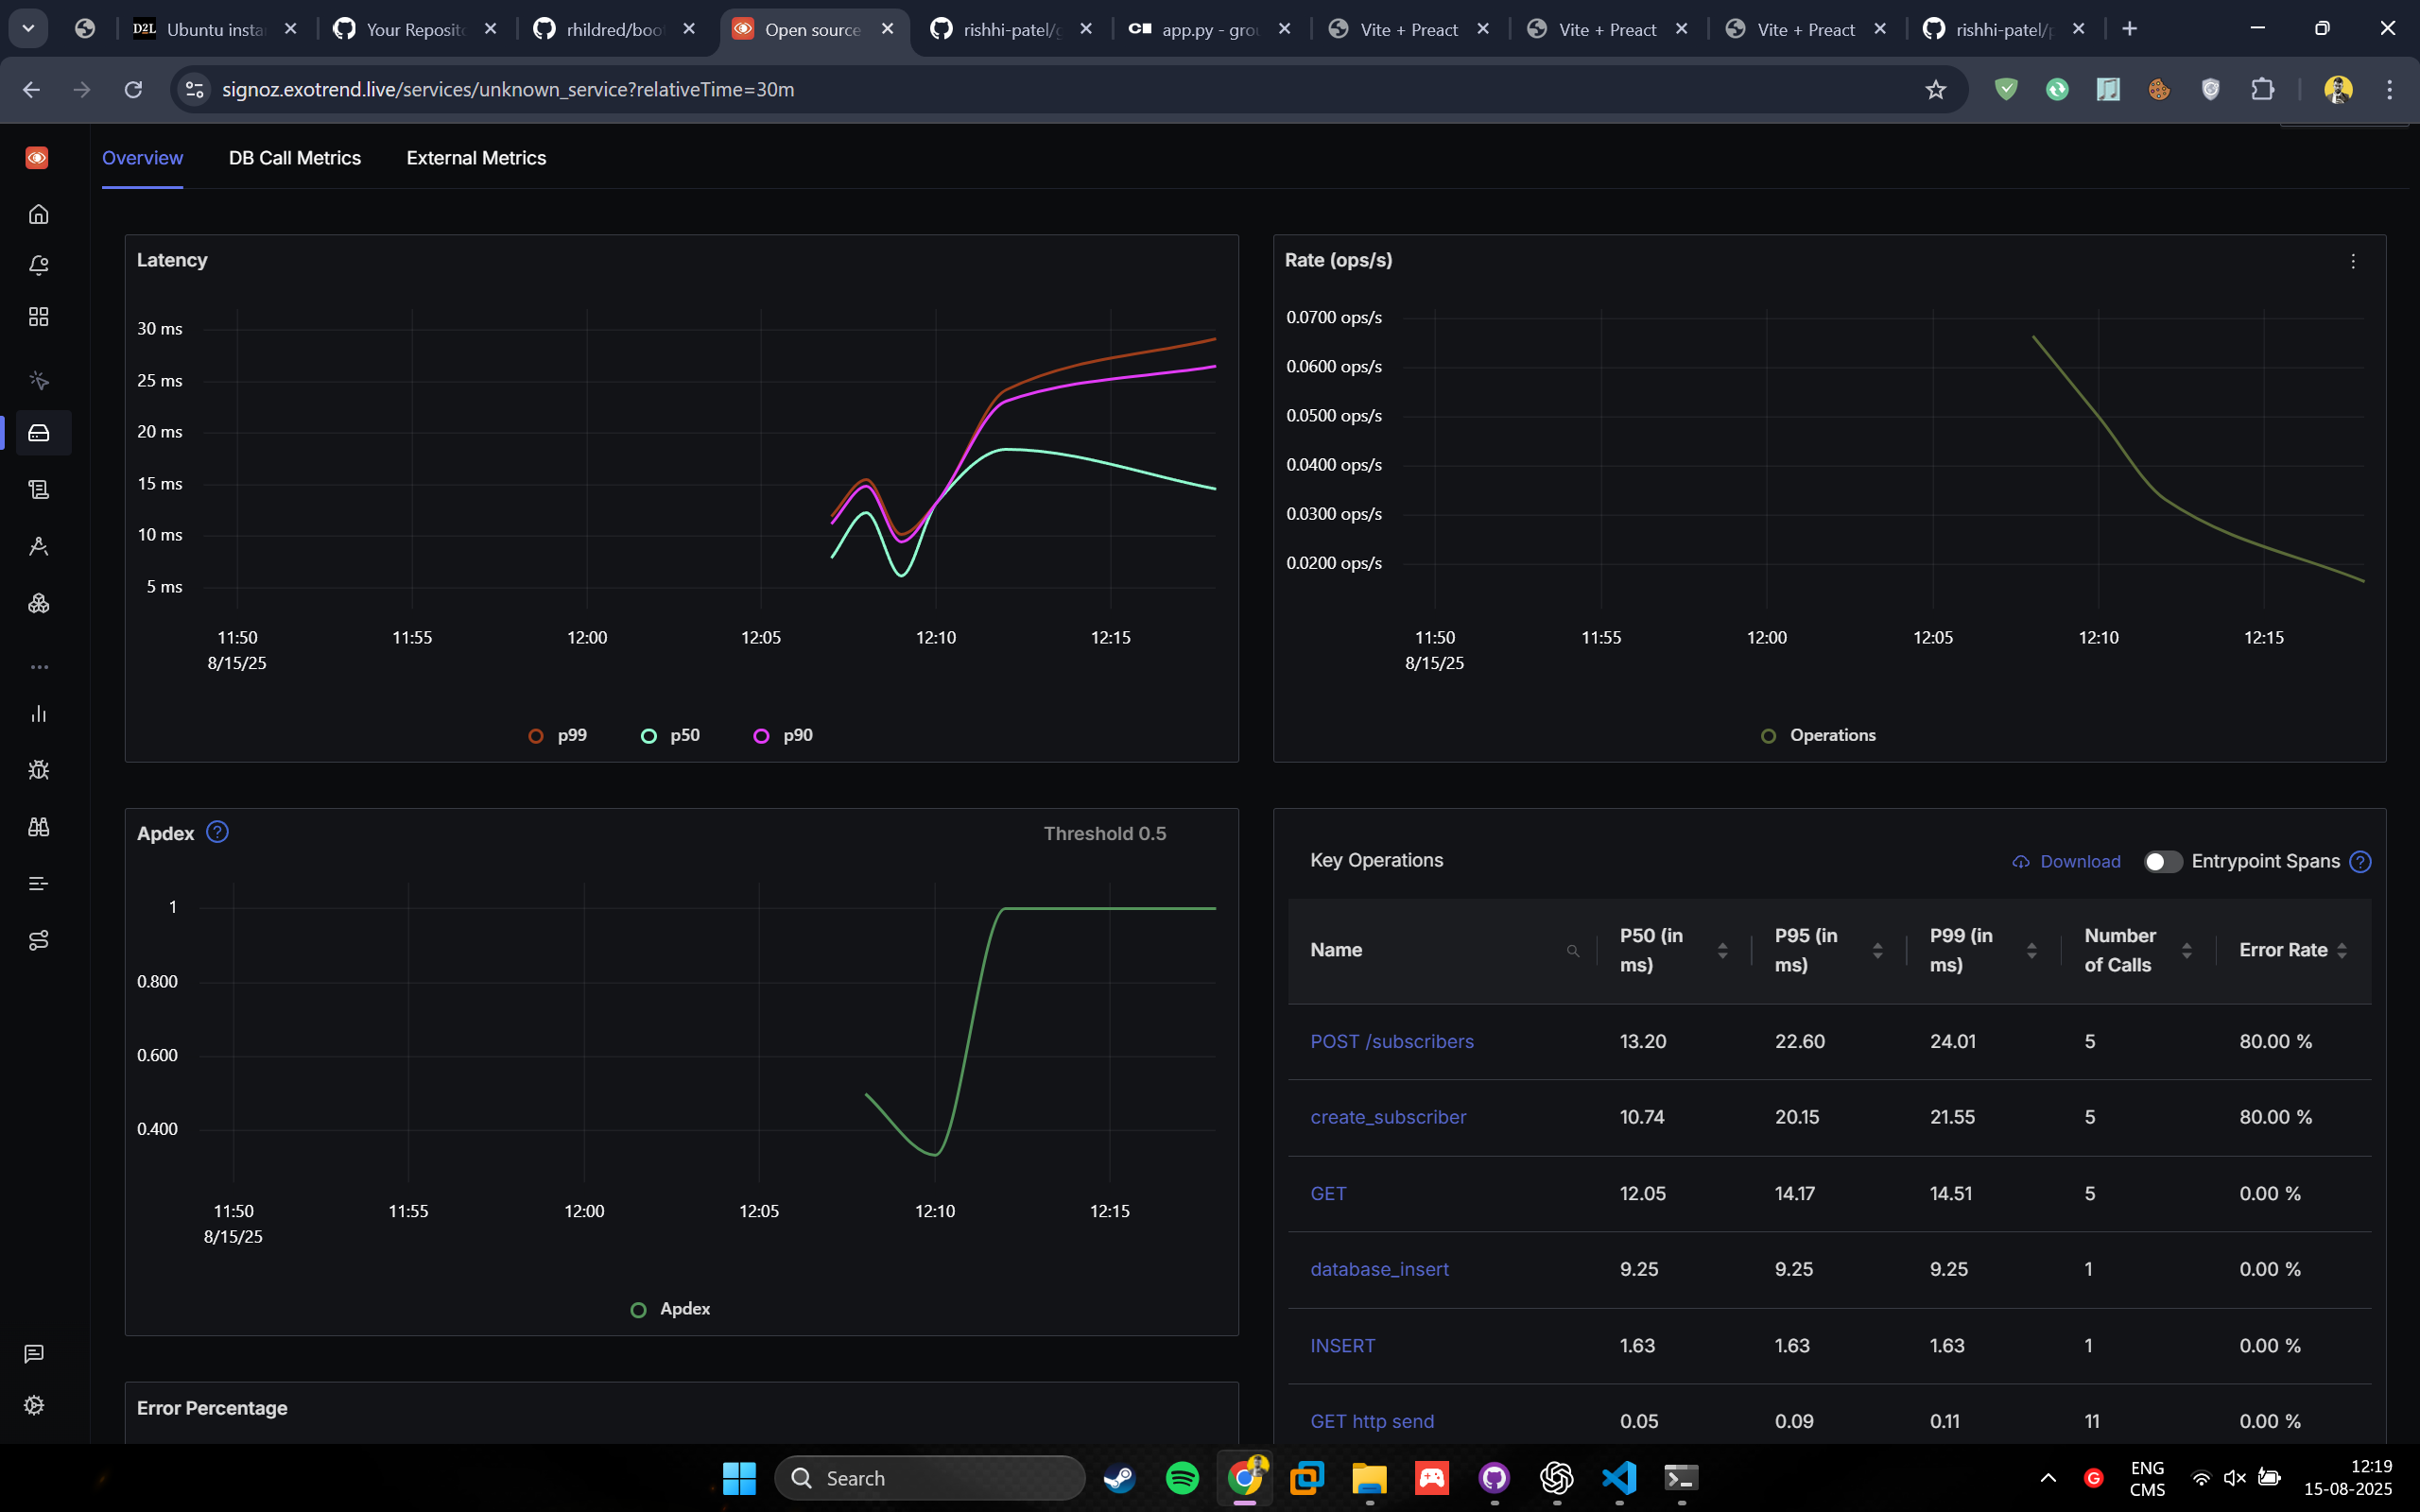 D2L Ubuntu insta
Your Reposito
rhildred/boo
Open source
rishhi-patel/g
app.py - grou
Vite + Preact
Vite + Preact
Vite + Preact
rishhi-patel/p
signoz.exotrend.live/services/unknown_service?relativeTime=30m
Overview
DB Call Metrics
External Metrics
Latency
30 ms
25 ms
20 ms
15 ms
10 ms
5 ms
11:50
11:55
12:00
12:05
12:10
12:15
8/15/25
p99
p50
p90
Rate (ops/s)
0.0700 ops/s
0.0600 ops/s
0.0500 ops/s
0.0400 ops/s
0.0300 ops/s
0.0200 ops/s
11:50
11:55
12:00
12:05
12:10
12:15
8/15/25
Operations
Apdex
Threshold 0.5
1
0.800
0.600
0.400
11:50
11:55
12:00
12:05
12:10
12:15
8/15/25
Apdex
Key Operations
Download
Entrypoint Spans
Name
P50 (in
ms)
P95 (in
ms)
P99 (in
ms)
Number
of Calls
Error Rate
POST /subscribers 13.20 22.60 24.01 5 80.00 %
create_subscriber 10.74 20.15 21.55 5 80.00 %
GET 12.05 14.17 14.51 5 0.00 %
database_insert 9.25 9.25 9.25 1 0.00 %
INSERT 1.63 1.63 1.63 1 0.00 %
GET http send 0.05 0.09 0.11 11 0.00 %
Error Percentage
Search
ENG
CMS
12:19
15-08-2025